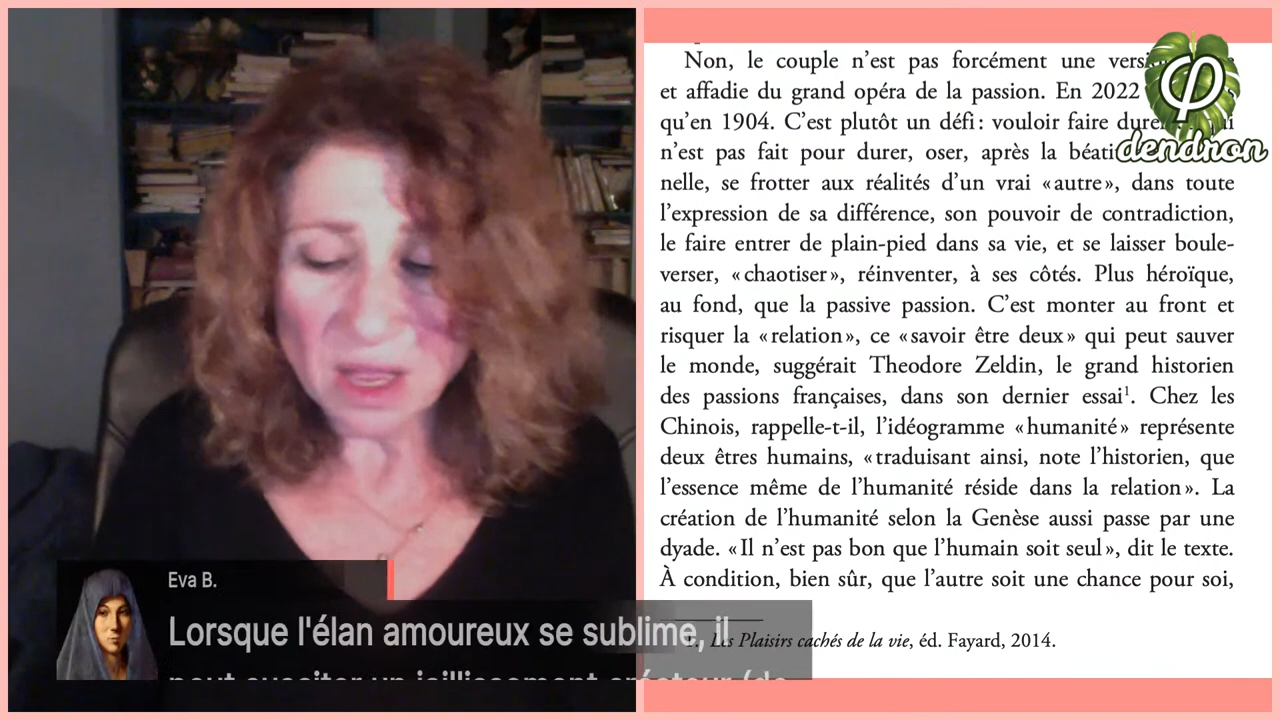 Non, le couple n’est pas forcément une
et affadie du grand opéra de la passion. En 2022
qu’en 1904. C’est plutôt un défi : vouloir faire
n’est pas fait pour durer, oser, après la
nelle, se frotter aux réalités d’un vrai « autre », dans toute
l’expression de sa différence, son pouvoir de contradiction,
le faire entrer de plain-pied dans sa vie, et se laisser boule-
verser, « chaotiser », réinventer, à ses côtés. Plus héroïque,
au fond, que la passive passion. C’est monter au front et
risquer la « relation », ce « savoir être deux » qui peut sauver
le monde, suggérait Theodore Zeldin, le grand historien
des passions françaises, dans son dernier essai¹. Chez les
Chinois, rappelle-t-il, l’idéogramme « humanité » représente
deux êtres humains, « traduisant ainsi, note l’historien, que
l’essence même de l’humanité réside dans la relation ». La
création de l’humanité selon la Genèse aussi passe par une
dyade. « Il n’est pas bon que l’humain soit seul », dit le texte.
À condition, bien sûr, que l’autre soit une chance pour soi,
1. Les Plaisirs cachés de la vie, éd. Fayard, 2014.
φ
dendron
Eva B.
Lorsque l'élan amoureux se sublime, il